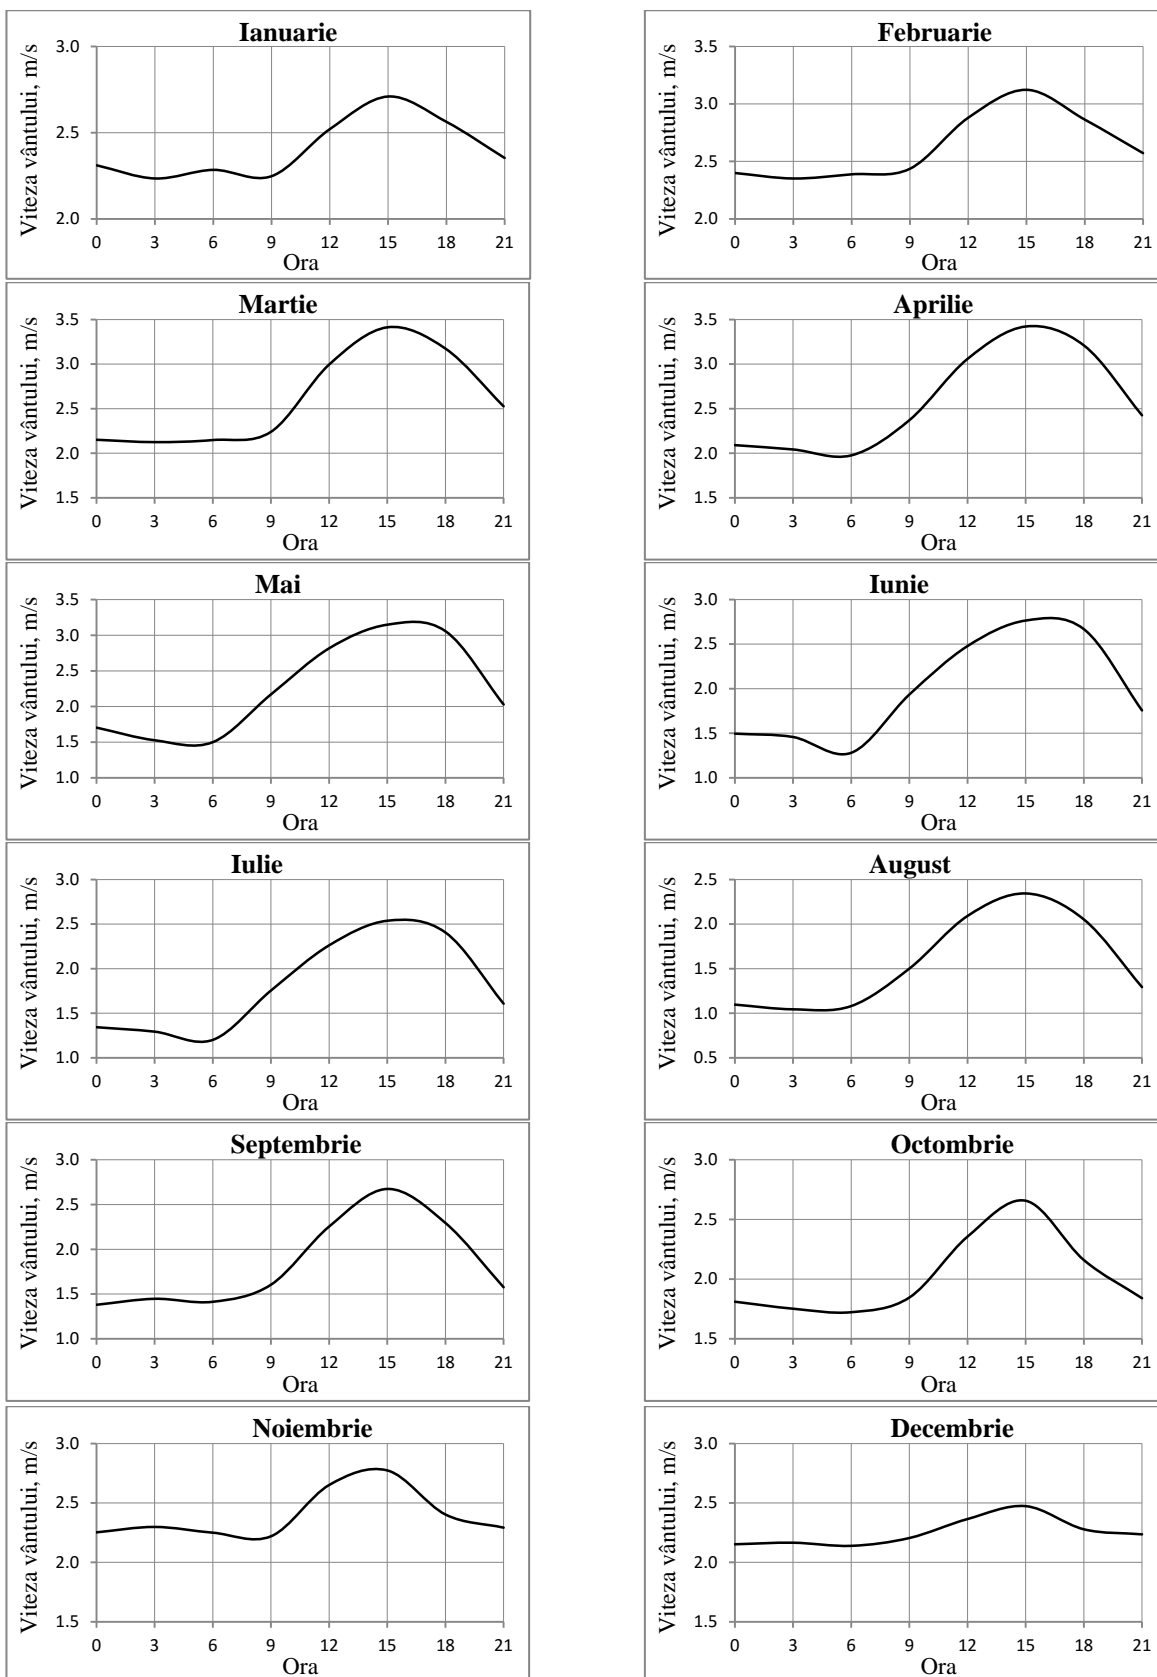 Ianuarie
Viteza vântului, m/s
3.0
2.5
2.0
0 3 6 9 12 15 18 21
Ora
Februarie
Viteza vântului, m/s
3.5
3.0
2.5
2.0
0 3 6 9 12 15 18 21
Ora
Martie
Viteza vântului, m/s
3.5
3.0
2.5
2.0
1.5
0 3 6 9 12 15 18 21
Ora
Aprilie
Viteza vântului, m/s
3.5
3.0
2.5
2.0
1.5
0 3 6 9 12 15 18 21
Ora
Mai
Viteza vântului, m/s
3.5
3.0
2.5
2.0
1.5
1.0
0 3 6 9 12 15 18 21
Ora
Iunie
Viteza vântului, m/s
3.0
2.5
2.0
1.5
1.0
0 3 6 9 12 15 18 21
Ora
Iulie
Viteza vântului, m/s
3.0
2.5
2.0
1.5
1.0
0 3 6 9 12 15 18 21
Ora
August
Viteza vântului, m/s
2.5
2.0
1.5
1.0
0.5
0 3 6 9 12 15 18 21
Ora
Septembrie
Viteza vântului, m/s
3.0
2.5
2.0
1.5
1.0
0 3 6 9 12 15 18 21
Ora
Octombrie
Viteza vântului, m/s
3.0
2.5
2.0
1.5
0 3 6 9 12 15 18 21
Ora
Noiembrie
Viteza vântului, m/s
3.0
2.5
2.0
1.5
0 3 6 9 12 15 18 21
Ora
Decembrie
Viteza vântului, m/s
3.0
2.5
2.0
1.5
0 3 6 9 12 15 18 21
Ora